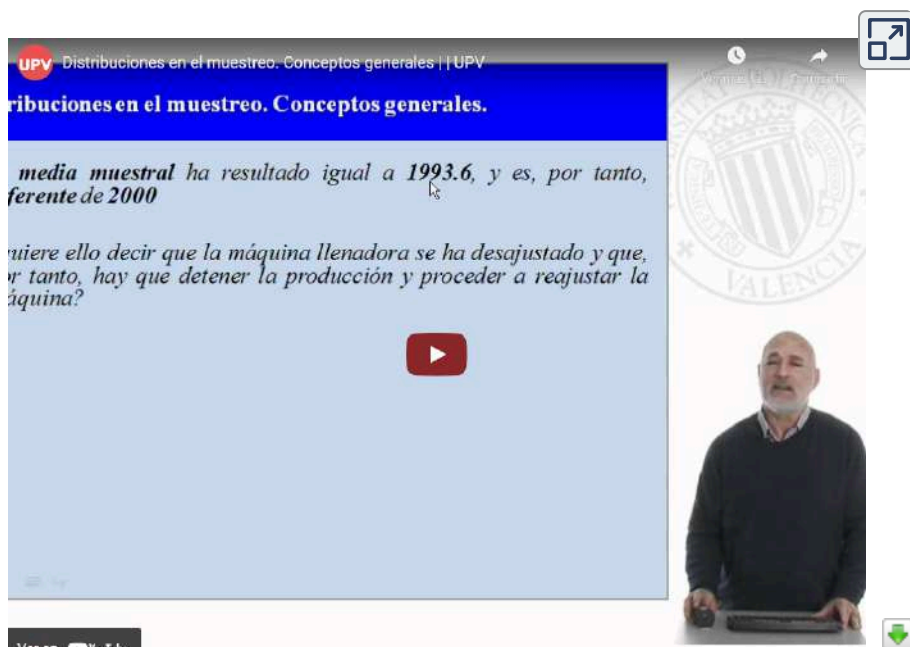 UPV Distribuciones en el muestreo. Conceptos generales | | UPV
ribuciones en el muestreo. Conceptos generales.
media muestral ha resultado igual a 1993.6, y es, por tanto,
ferente de 2000
uiere ello decir que la máquina llenadora se ha desajustado y que,
r tanto, hay que detener la producción y proceder a reajustar la
áquina?
VALENCIA